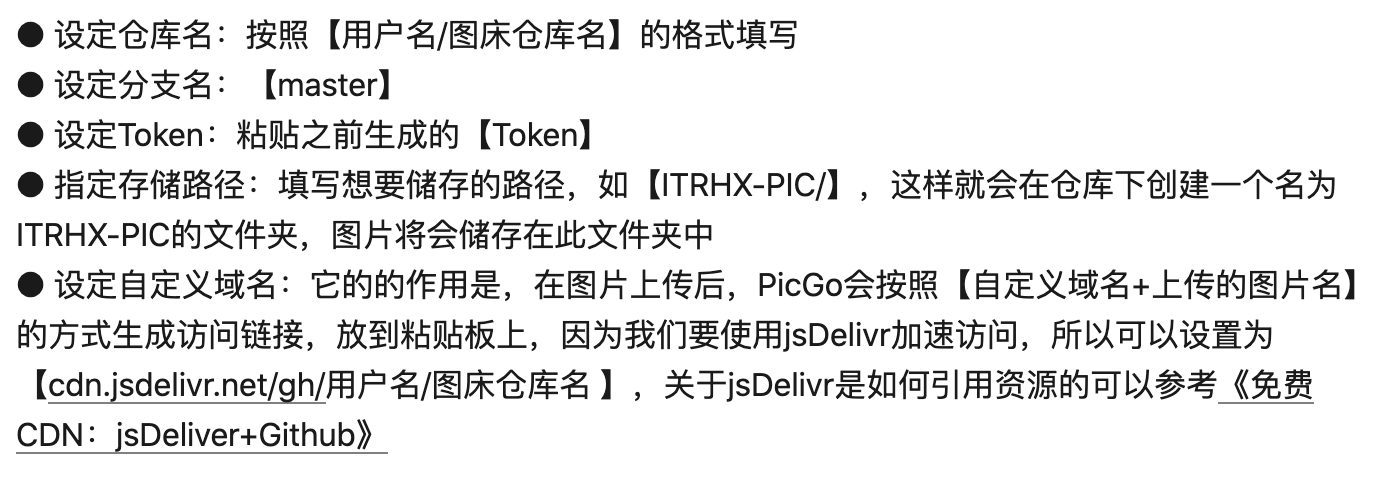 ● 设定仓库名：按照【用户名/图床仓库名】的格式填写
● 设定分支名：【master】
● 设定Token：粘贴之前生成的【Token】
● 指定存储路径：填写想要储存的路径，如【ITRHX-PIC/】，这样就会在仓库下创建一个名为
ITRHX-PIC的文件夹，图片将会储存在此文件夹中
● 设定自定义域名：它的的作用是，在图片上传后，PicGo会按照【自定义域名+上传的图片名】
的方式生成访问链接，放到粘贴板上，因为我们要使用jsDelivr加速访问，所以可以设置为
【cdn.jsdelivr.net/gh/用户名/图床仓库名 】，关于jsDelivr是如何引用资源的可以参考《免费
CDN：jsDeliver+Github》